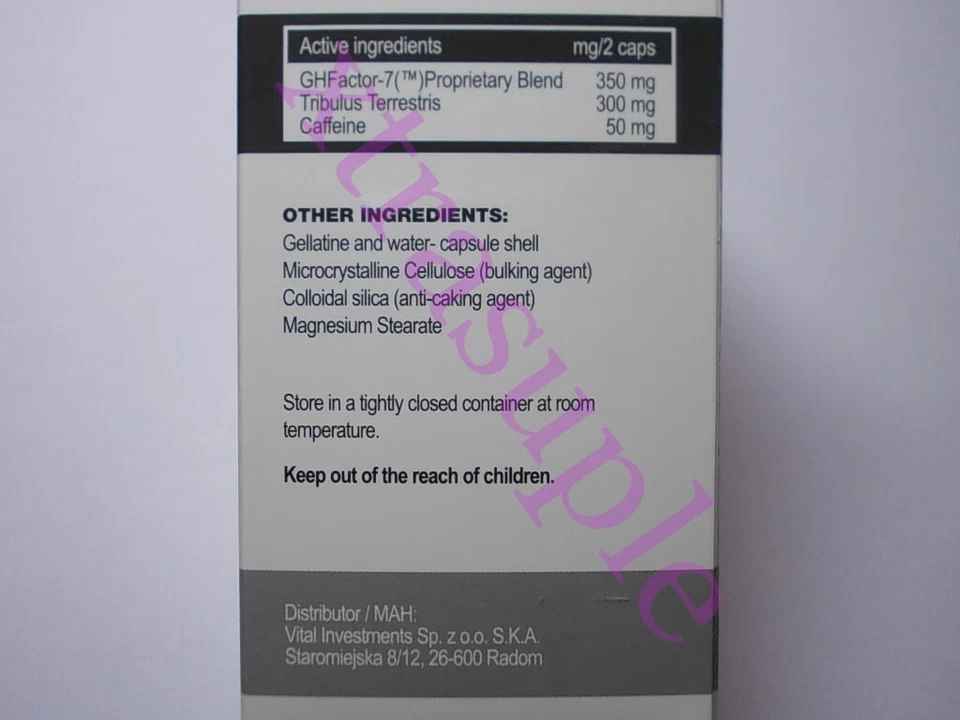 Active ingredients mg/2 caps
GHFactor-7(™)Proprietary Blend 350 mg
Tribulus Terrestris 300 mg
Caffeine 50 mg
OTHER INGREDIENTS:
Gellatine and water- capsule shell
Microcrystalline Cellulose (bulking agent)
Colloidal silica (anti-caking agent)
Magnesium Stearate
Store in a tightly closed container at room
temperature.
Keep out of the reach of children.
Distributor / MAH:
Vital Investments Sp. z o.o. S.K.A.
Staromiejska 8/12, 26-600 Radom
xtrasuple